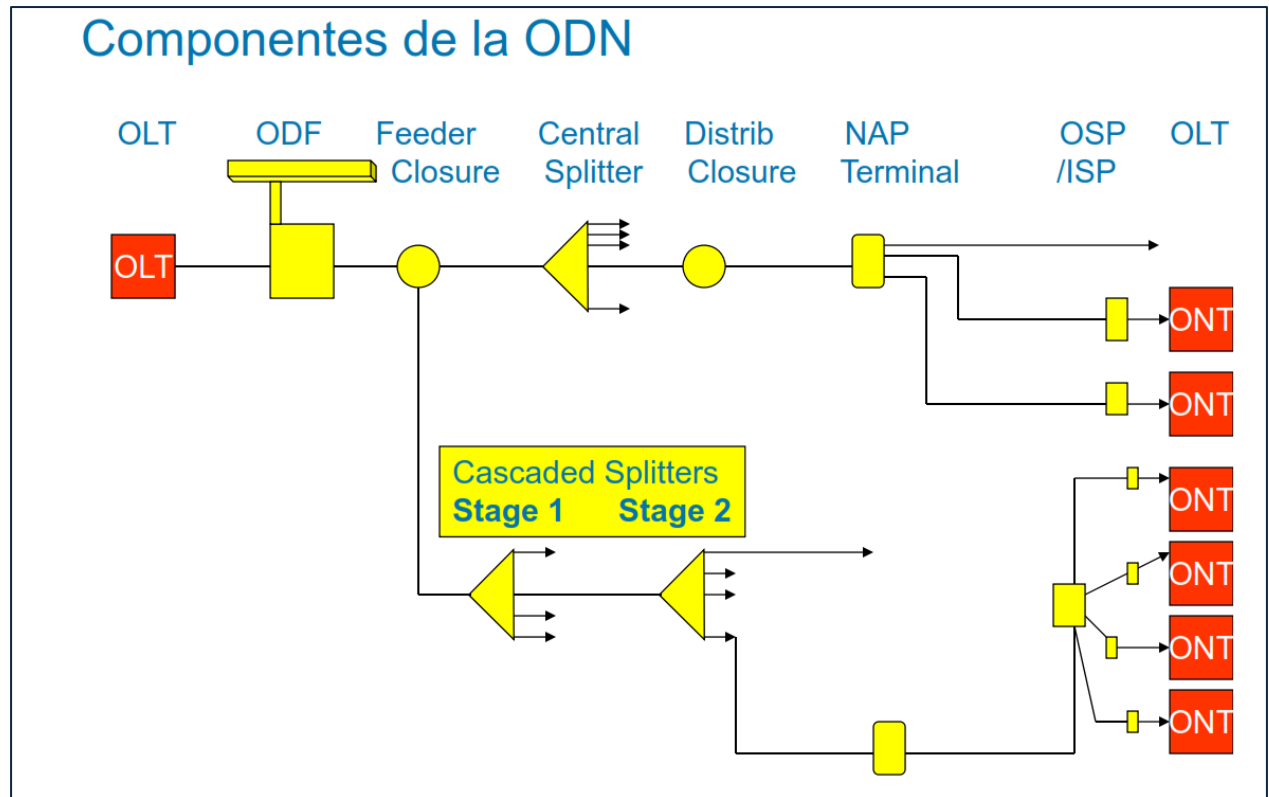 Componentes de la ODN
OLT ODF Feeder Central Distrib NAP OSP OLT
Closure Splitter Closure Terminal /ISP
OLT
ONT
ONT
Cascaded Splitters
Stage 1 Stage 2
ONT
ONT
ONT
ONT